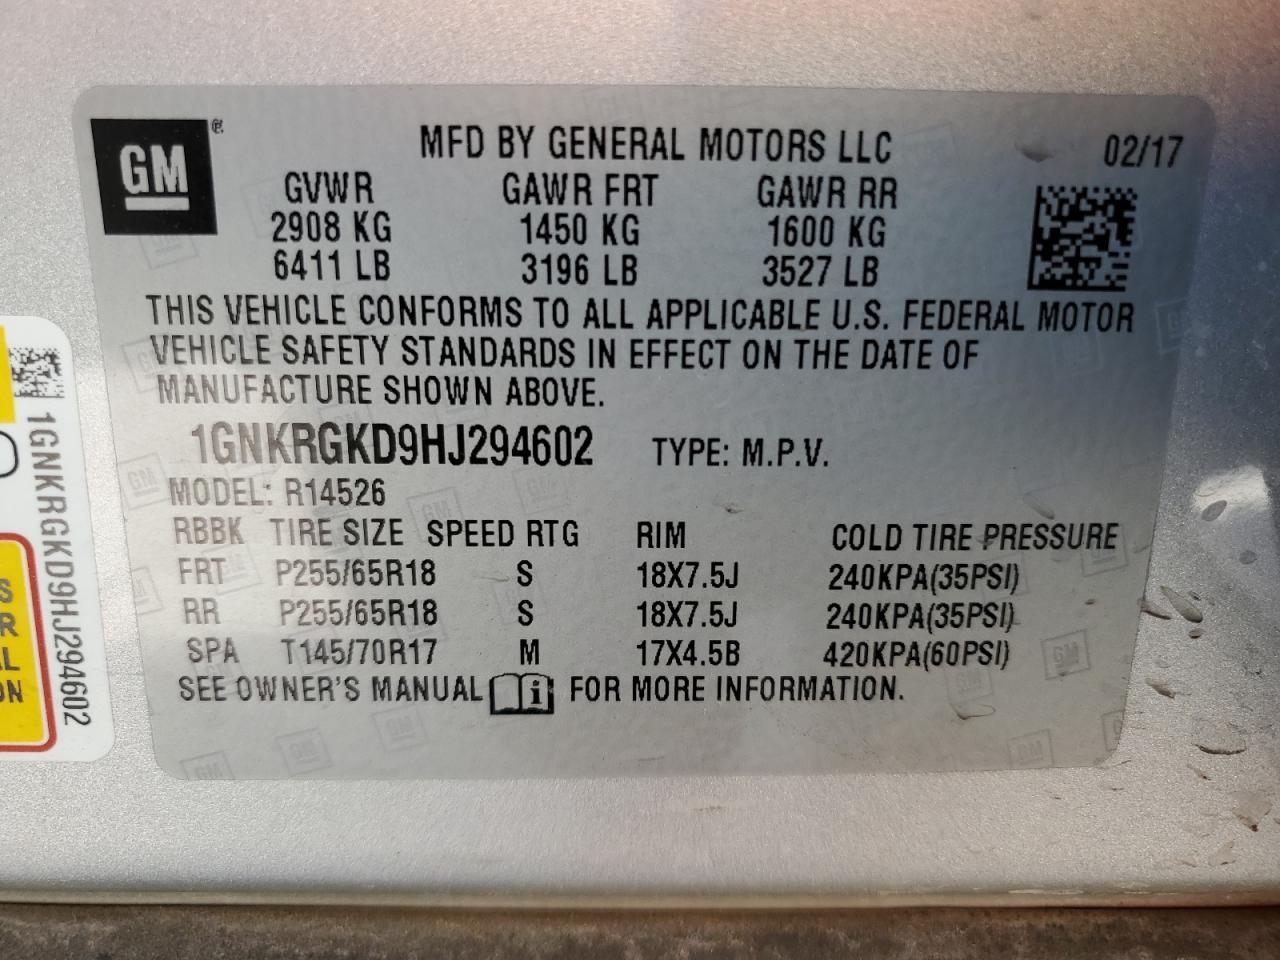 GM
MFD BY GENERAL MOTORS LLC 02/17
GVWR GAWR FRT GAWR RR
2908 KG 1450 KG 1600 KG
6411 LB 3196 LB 3527 LB
THIS VEHICLE CONFORMS TO ALL APPLICABLE U.S. FEDERAL MOTOR
VEHICLE SAFETY STANDARDS IN EFFECT ON THE DATE OF
MANUFACTURE SHOWN ABOVE.
1GNKRGKD9HJ294602 TYPE: M.P.V.
MODEL: R14526
RBBK TIRE SIZE SPEED RTG RIM COLD TIRE PRESSURE
FRT P255/65R18 S 18X7.5J 240KPA(35PSI)
RR P255/65R18 S 18X7.5J 240KPA(35PSI)
SPA T145/70R17 M 17X4.5B 420KPA(60PSI)
SEE OWNER'S MANUAL i FOR MORE INFORMATION.
1GNKRGKD9HJ294602